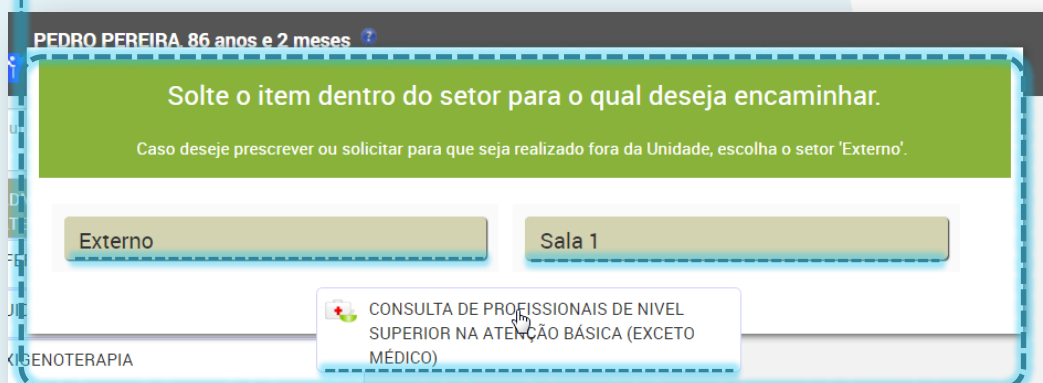 PEDRO PEREIRA, 86 anos e 2 meses
Solte o item dentro do setor para o qual deseja encaminhar.
Caso deseje prescrever ou solicitar para que seja realizado fora da Unidade, escolha o setor 'Externo'.
Externo
Sala 1
CONSULTA DE PROFISSIONAIS DE NIVEL
SUPERIOR NA ATENÇÃO BÁSICA (EXCETO
MÉDICO)
XIGENOTERAPIA